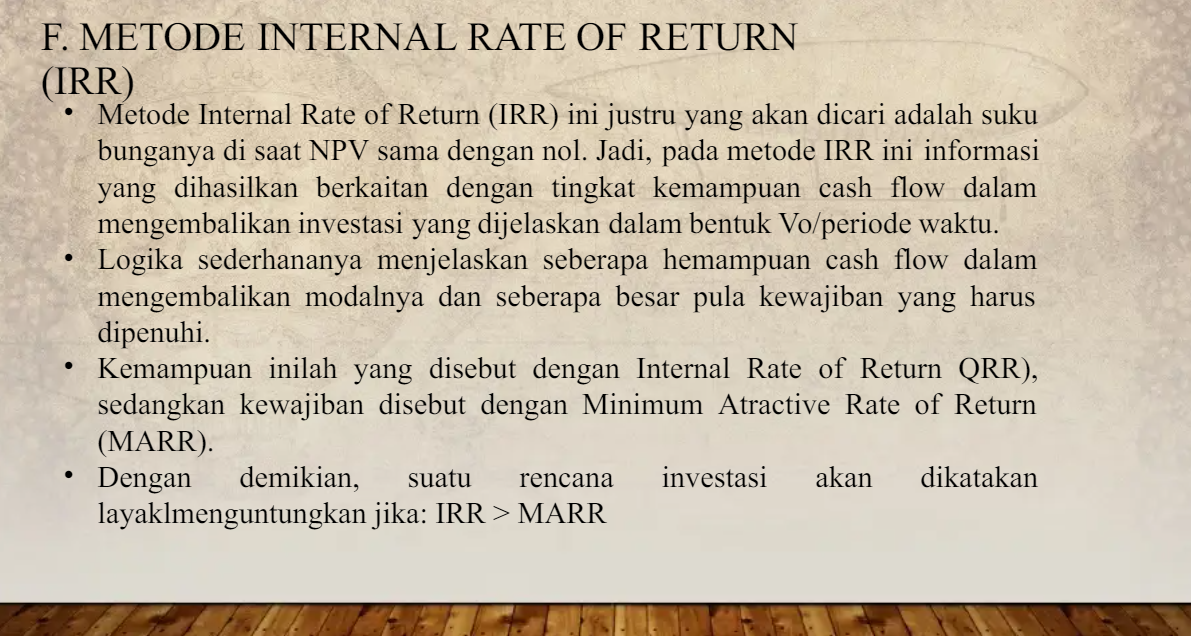 F. METODE INTERNAL RATE OF RETURN
(IRR)
• Metode Internal Rate of Return (IRR) ini justru yang akan dicari adalah suku
bunganya di saat NPV sama dengan nol. Jadi, pada metode IRR ini informasi
yang dihasilkan berkaitan dengan tingkat kemampuan cash flow dalam
mengembalikan investasi yang dijelaskan dalam bentuk Vo/periode waktu.
• Logika sederhananya menjelaskan seberapa hemampuan cash flow dalam
mengembalikan modalnya dan seberapa besar pula kewajiban yang harus
dipenuhi.
• Kemampuan inilah yang disebut dengan Internal Rate of Return QRR),
sedangkan kewajiban disebut dengan Minimum Atractive Rate of Return
(MARR).
• Dengan demikian, suatu rencana investasi akan dikatakan
layaklmenguntungkan jika: IRR > MARR